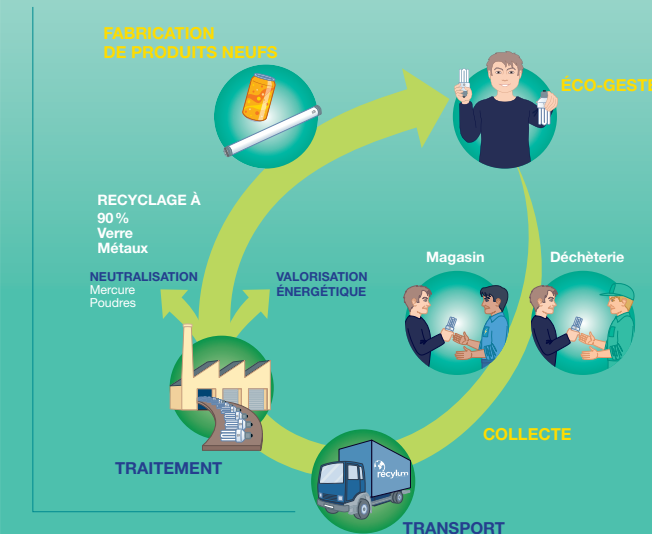 FABRICATION
DE PRODUITS NEUFS
ÉCO-GESTE
RECYCLAGE À
90 %
Verre
Métaux
NEUTRALISATION
Mercure
Poudres
VALORISATION
ÉNERGÉTIQUE
Magasin
Déchèterie
COLLECTE
TRAITEMENT
récylum
TRANSPORT